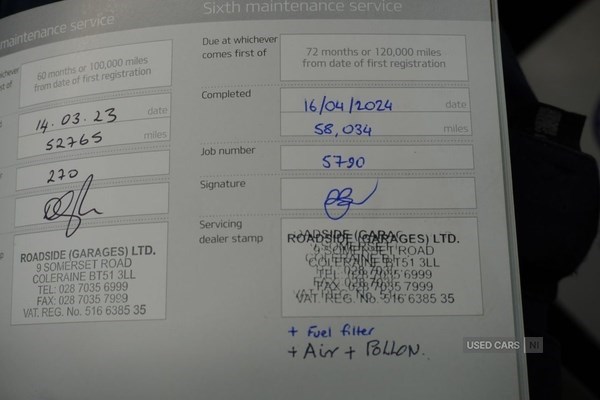 maintenance service
60 months or 100,000 miles
from date of first registration
14.03.23 date
52765 miles
270
ROADSIDE (GARAGES) LTD.
9 SOMERSET ROAD
COLERAINE BT51 3LL
TEL: 028 7035 6999
FAX: 028 7035 7999
VAT. REG. No. 516 6385 35
Sixth maintenance service
Due at whichever
comes first of
72 months or 120,000 miles
from date of first registration
Completed
16/04/2024 date
58,034 miles
Job number
5790
Signature
Servicing
dealer stamp
ROADSIDE (GARAGES) LTD.
9 SOMERSET ROAD
COLERAINE BT51 3LL
TEL: 028 7035 6999
FAX: 028 7035 7999
VAT. REG. No. 516 6385 35
+ Fuel filter
+ Air + POLLON.
USED CARS NI